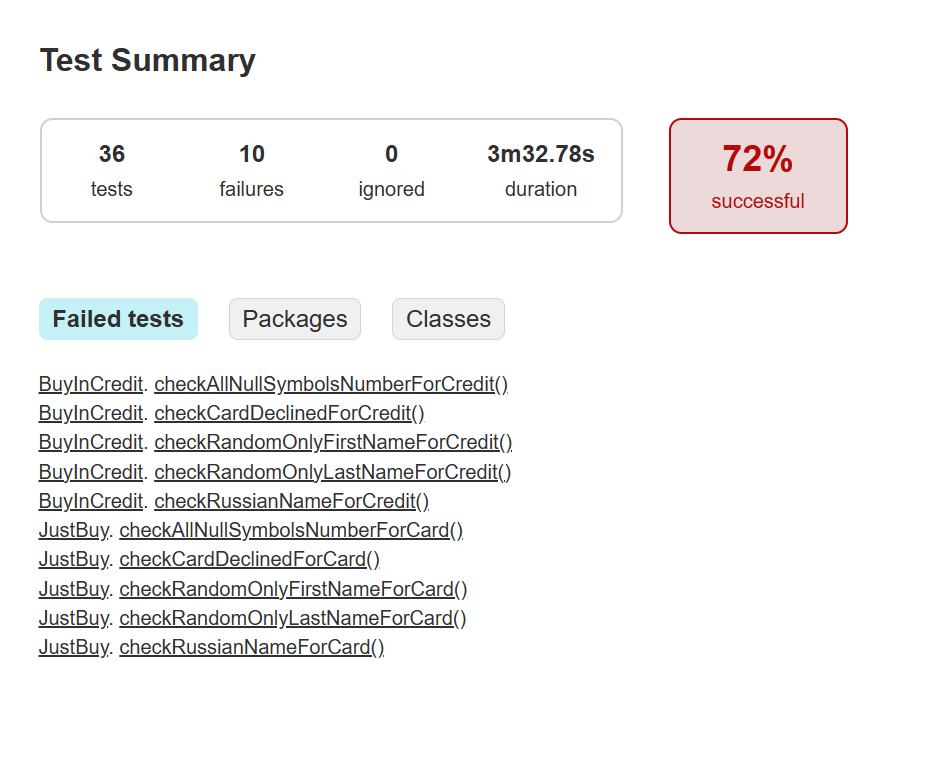 Test Summary
36 10 0 3m32.78s
tests failures ignored duration
72%
successful
Failed tests Packages Classes
BuyInCredit. checkAllNullSymbolsNumberForCredit()
BuyInCredit. checkCardDeclinedForCredit()
BuyInCredit. checkRandomOnlyFirstNameForCredit()
BuyInCredit. checkRandomOnlyLastNameForCredit()
BuyInCredit. checkRussianNameForCredit()
JustBuy. checkAllNullSymbolsNumberForCard()
JustBuy. checkCardDeclinedForCard()
JustBuy. checkRandomOnlyFirstNameForCard()
JustBuy. checkRandomOnlyLastNameForCard()
JustBuy. checkRussianNameForCard()